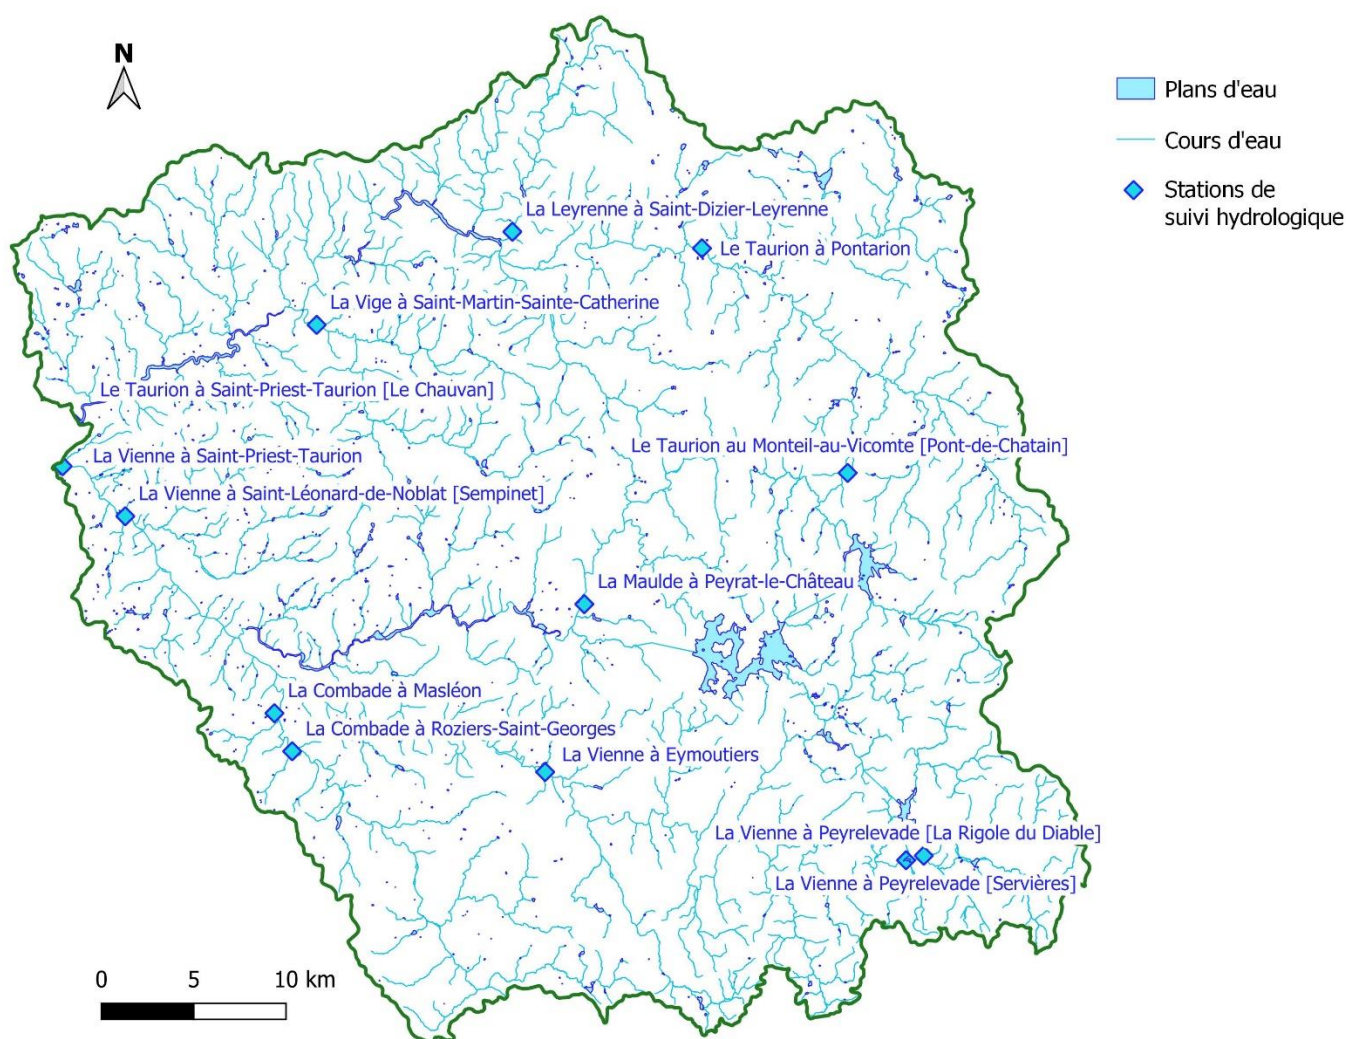 N
Plans d'eau
Cours d'eau
Stations de
suivi hydrologique
La Leyrenne à Saint-Dizier-Leyrenne
Le Taurion à Pontarion
La Vige à Saint-Martin-Sainte-Catherine
Le Taurion à Saint-Priest-Taurion [Le Chauvan]
Le Taurion au Monteil-au-Vicomte [Pont-de-Chatain]
La Vienne à Saint-Priest-Taurion
La Vienne à Saint-Léonard-de-Noblat [Sempinet]
La Maulde à Peyrat-le-Château
La Combade à Masléon
La Combade à Roziers-Saint-Georges
La Vienne à Eymoutiers
La Vienne à Peyrelevade [La Rigole du Diable]
La Vienne à Peyrelevade [Servières]
0 5 10 km